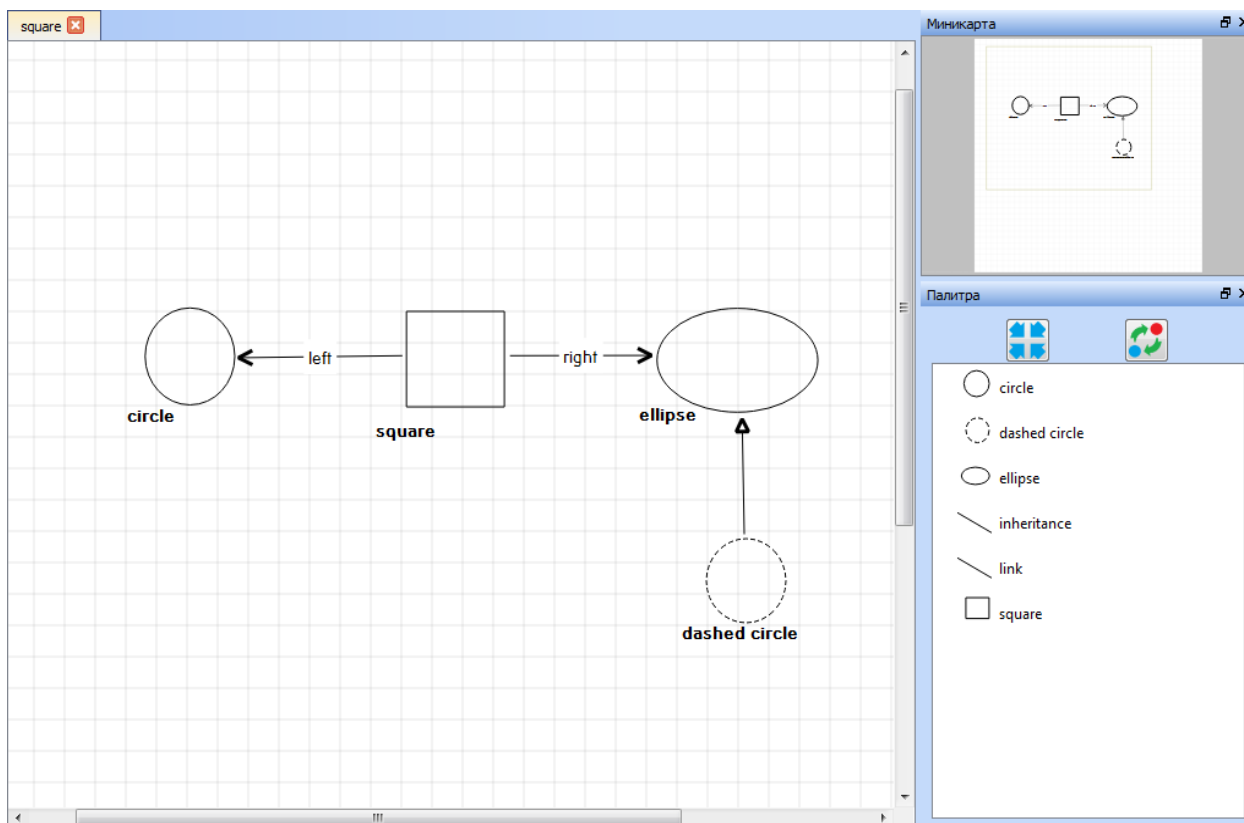 square
left
right
circle
square
ellipse
dashed circle
Миникарта
Палитра
circle
dashed circle
ellipse
inheritance
link
square